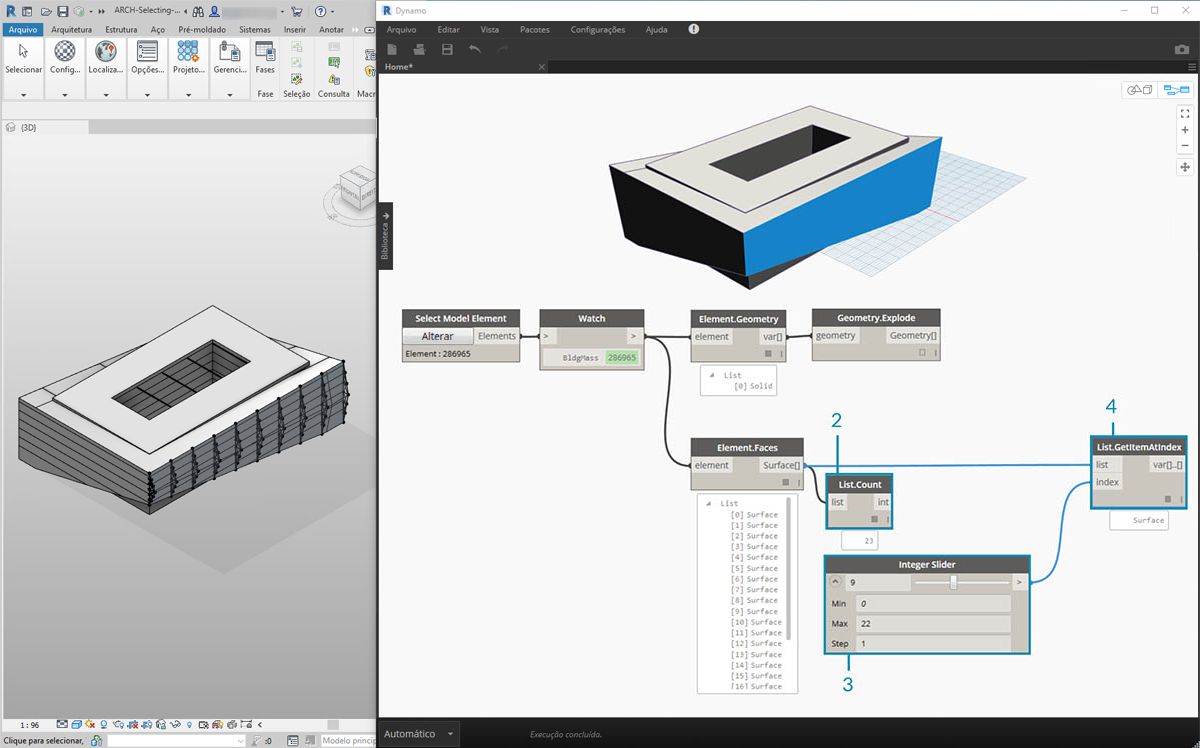 ARCH-Selecting-...
Arquivo Arquitetura Estrutura Aço Pré-moldado Sistemas Inserir Anotar
Selecionar Config... Localiza... Opções... Projeto... Gerenci... Fases
Fase Seleção Consulta Macr
{3D}
1 : 96
Clique para selecionar, :0 Modelo princip
Dynamo
Arquivo Editar Vista Pacotes Configurações Ajuda
Home*
Biblioteca
Select Model Element
Alterar Elements
Element : 286965
Watch
> >
BldgMass 286965
Element.Geometry
element var[]
List
[0] Solid
Geometry.Explode
geometry Geometry[]
Element.Faces
element Surface[]
List
[0] Surface
[1] Surface
[2] Surface
[3] Surface
[4] Surface
[5] Surface
[6] Surface
[7] Surface
[8] Surface
[9] Surface
[10] Surface
[11] Surface
[12] Surface
[13] Surface
[14] Surface
[15] Surface
[16] Surface
2
List.Count
list int
23
Integer Slider
9 >
Min 0
Max 22
Step 1
3
4
List.GetItemAtIndex
list var[]..[]
index
Surface
Automático Execução concluída.